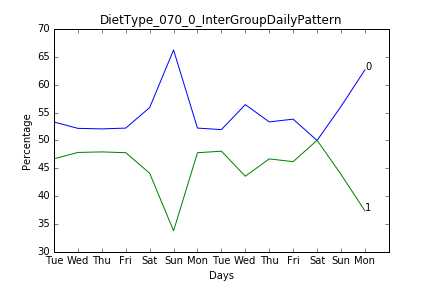 DietType_070_0_InterGroupDailyPattern
70
65
60
55
50
45
40
35
30
Percentage
0
1
Tue Wed Thu Fri Sat Sun Mon Tue Wed Thu Fri Sat Sun Mon
Days